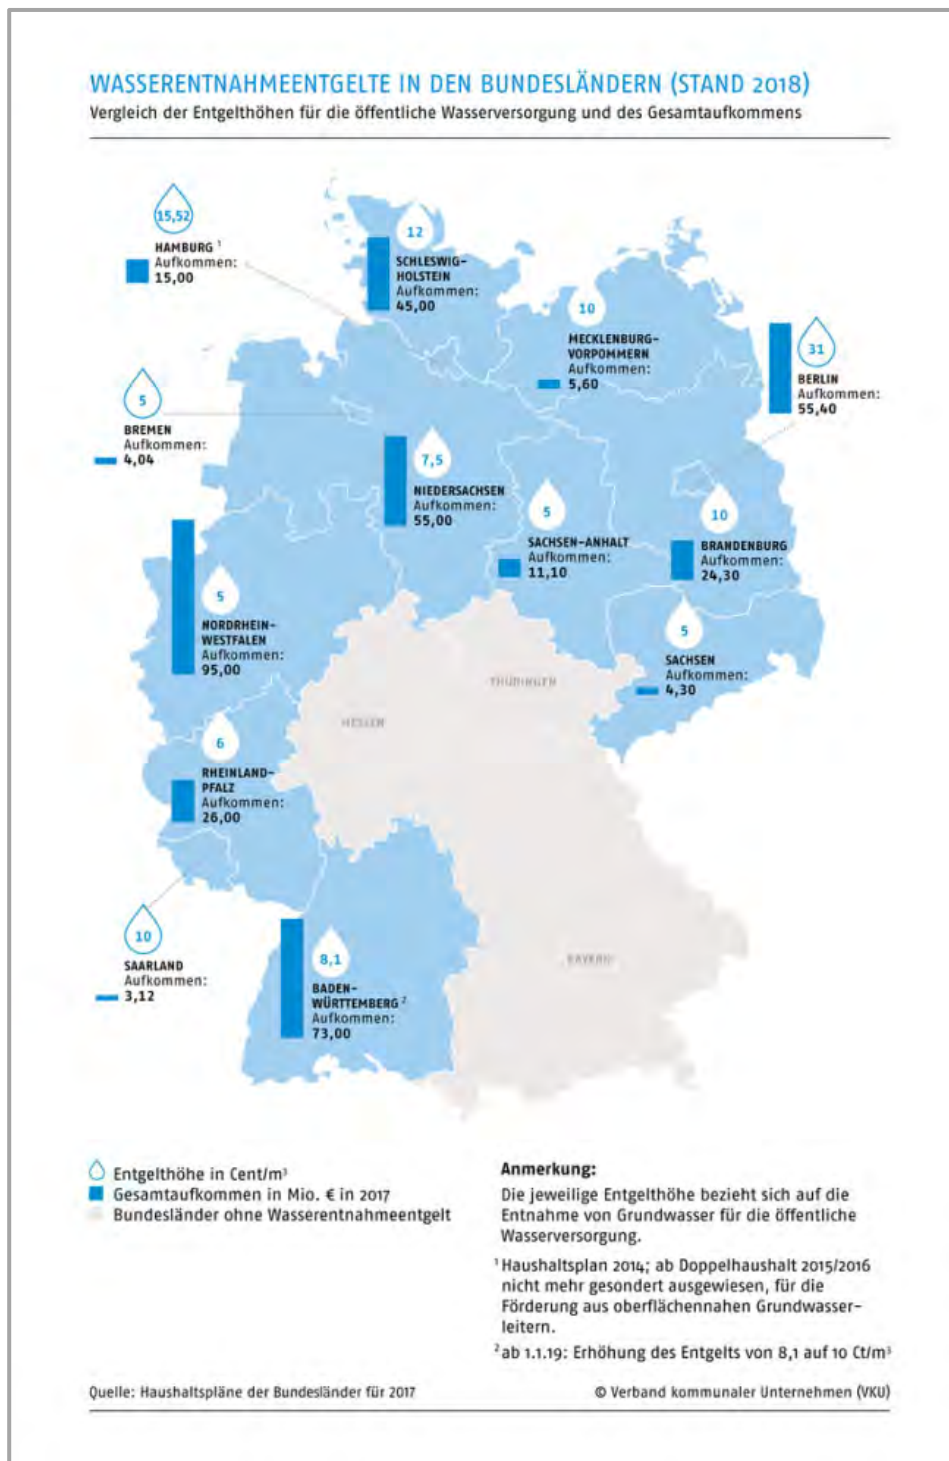 WASSERENTNAHMEENTGELTE IN DEN BUNDESLÄNDERN (STAND 2018)
Vergleich der Entgelthöhen für die öffentliche Wasserversorgung und des Gesamtaufkommens
15,52
HAMBURG ¹
Aufkommen:
15,00
12
SCHLESWIG-
HOLSTEIN
Aufkommen:
45,00
10
MECKLENBURG-
VORPOMMERN
Aufkommen:
5,60
31
BERLIN
Aufkommen:
55,40
5
BREMEN
Aufkommen:
4,04
7,5
NIEDERSACHSEN
Aufkommen:
55,00
5
SACHSEN-ANHALT
Aufkommen:
11,10
10
BRANDENBURG
Aufkommen:
24,30
5
NORDRHEIN-
WESTFALEN
Aufkommen:
95,00
5
SACHSEN
Aufkommen:
4,30
THÜRINGEN
HESSEN
6
RHEINLAND-
PFALZ
Aufkommen:
26,00
10
SAARLAND
Aufkommen:
3,12
8,1
BADEN-
WÜRTTEMBERG ²
Aufkommen:
73,00
BAYERN
Entgelthöhe in Cent/m³
Gesamtaufkommen in Mio. € in 2017
Bundesländer ohne Wasserentnahmeentgelt
Anmerkung:
Die jeweilige Entgelthöhe bezieht sich auf die
Entnahme von Grundwasser für die öffentliche
Wasserversorgung.
¹ Haushaltsplan 2014; ab Doppelhaushalt 2015/2016
nicht mehr gesondert ausgewiesen, für die
Förderung aus oberflächennahen Grundwasser-
leitern.
² ab 1.1.19: Erhöhung des Entgelts von 8,1 auf 10 Ct/m³
Quelle: Haushaltspläne der Bundesländer für 2017
© Verband kommunaler Unternehmen (VKU)